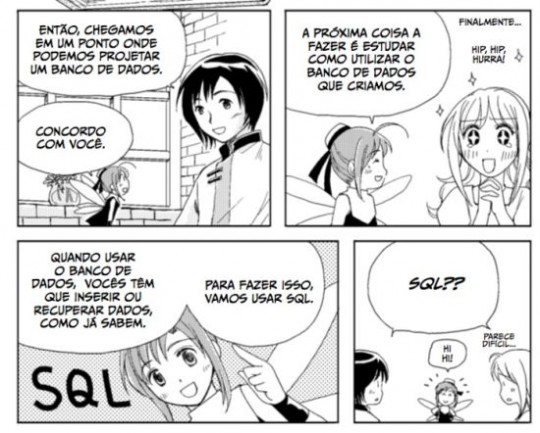 ENTÃO, CHEGAMOS
EM UM PONTO ONDE
PODEMOS PROJETAR
UM BANCO DE DADOS.
CONCORDO
COM VOCÊ.
A PRÓXIMA COISA A
FAZER É ESTUDAR
COMO UTILIZAR O
BANCO DE DADOS
QUE CRIAMOS.
FINALMENTE...
HIP, HIP,
HURRA!
QUANDO USAR
O BANCO DE
DADOS, VOCÊS TÊM
QUE INSERIR OU
RECUPERAR DADOS,
COMO JÁ SABEM.
PARA FAZER ISSO,
VAMOS USAR SQL.
SQL
SQL??
HI
HI!
PARECE
DIFÍCIL...